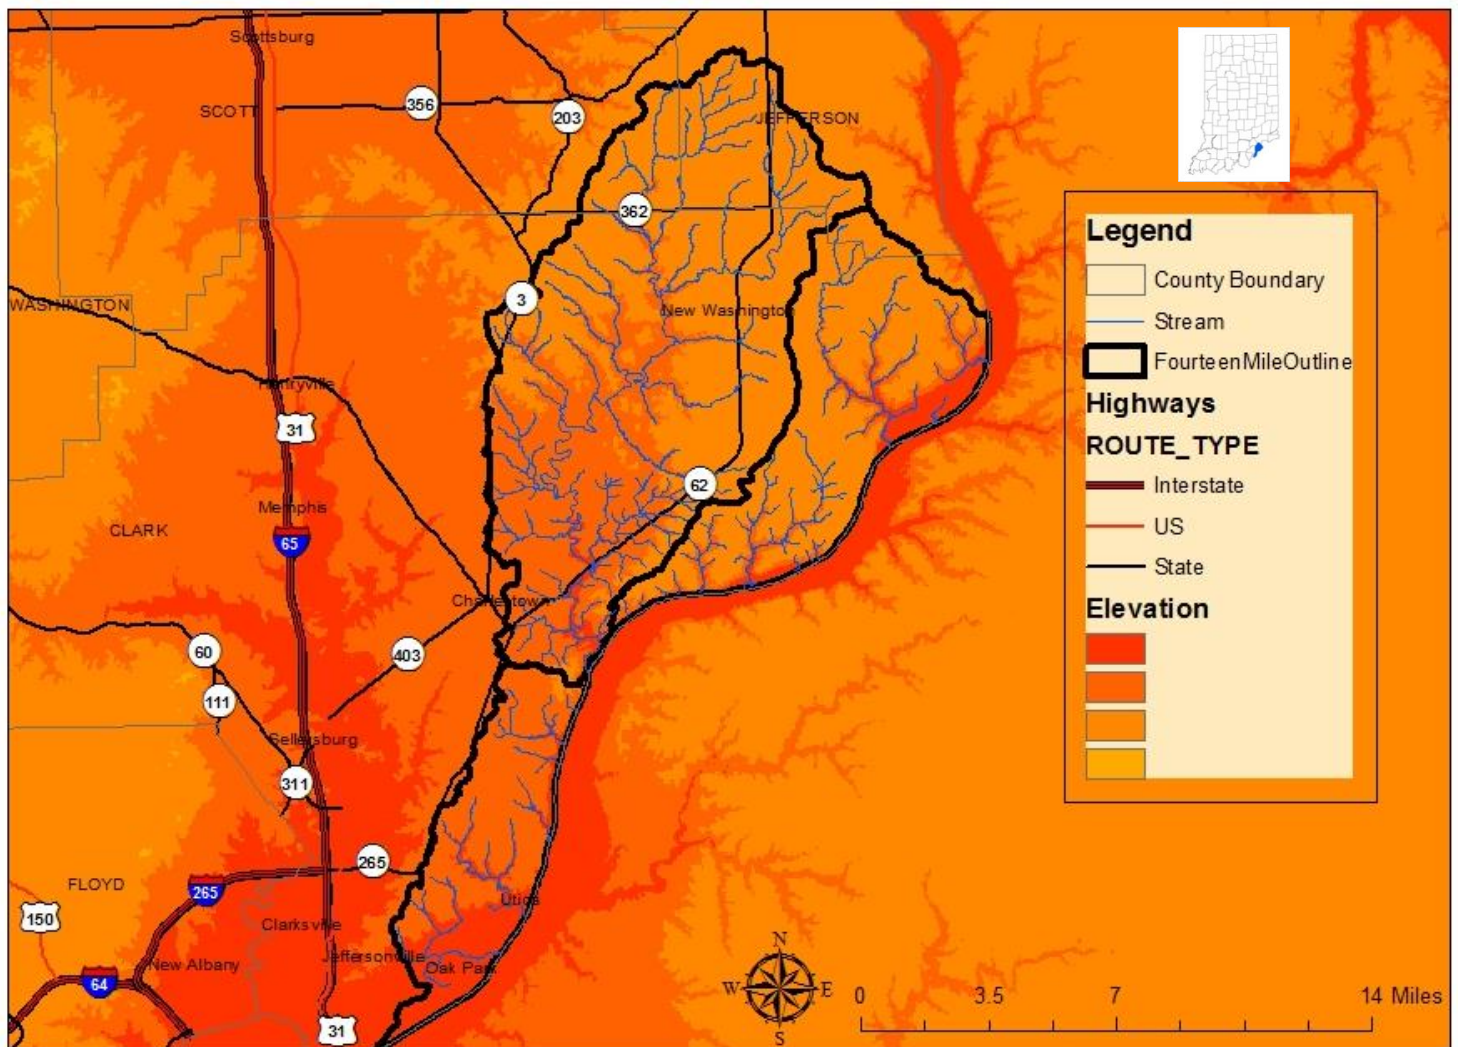 Scottsburg
SCOTT
356
203
JEFFERSON
362
WASHINGTON
3
New Washington
Henryville
31
62
Memphis
CLARK
65
Charlestown
60
403
111
Sellersburg
311
265
FLOYD
265
150
Utica
Clarksville
New Albany
Jeffersonville
Oak Park
64
31
Legend
County Boundary
Stream
FourteenMileOutline
Highways
ROUTE_TYPE
Interstate
US
State
Elevation
N
W
E
S
0
3.5
7
14 Miles